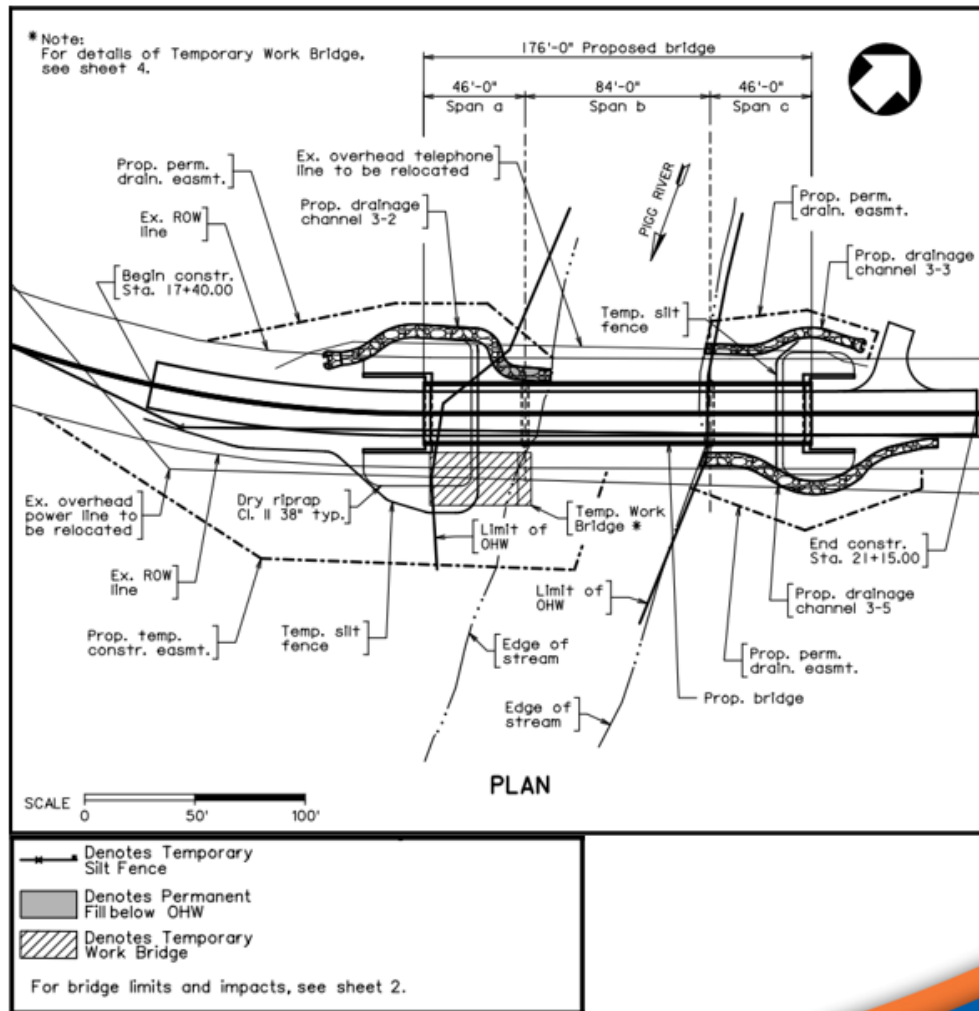 * Note:
For details of Temporary Work Bridge,
see sheet 4.
176'-0" Proposed bridge
46'-0"
Span a
84'-0"
Span b
46'-0"
Span c
Prop. perm.
drain. easmt.
Ex. overhead telephone
line to be relocated
Ex. ROW
line
Prop. drainage
channel 3-2
PIGG RIVER
Prop. perm.
drain. easmt.
Begin constr.
Sta. 17+40.00
Temp. silt
fence
Prop. drainage
channel 3-3
Ex. overhead
power line to
be relocated
Dry riprap
Cl. II 38" typ.
Limit of
OHW
Temp. Work
Bridge *
End constr.
Sta. 21+15.00
Ex. ROW
line
Limit of
OHW
Prop. drainage
channel 3-5
Prop. temp.
constr. easmt.
Temp. silt
fence
Edge of
stream
Prop. perm.
drain. easmt.
Edge of
stream
Prop. bridge
PLAN
SCALE
0 50' 100'
Denotes Temporary
Silt Fence
Denotes Permanent
Fill below OHW
Denotes Temporary
Work Bridge
For bridge limits and impacts, see sheet 2.